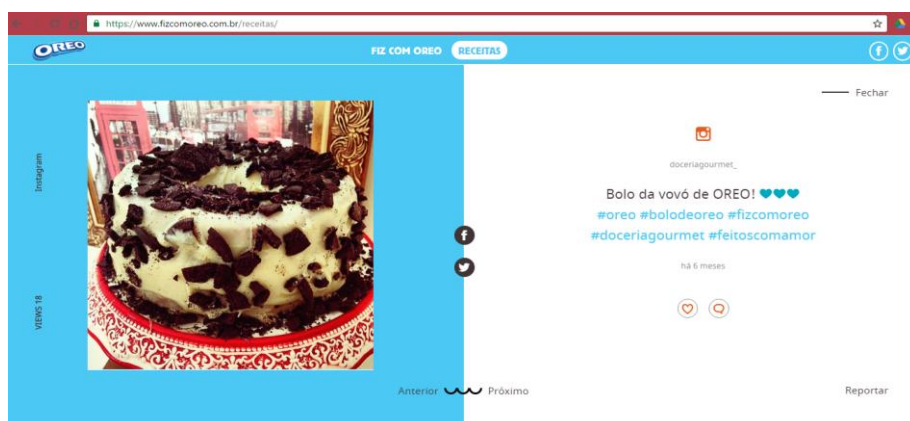 https://www.fizcomoreo.com.br/receitas/
OREO
FIZ COM OREO RECEITAS
Fechar
Instagram
VIEWS 18
doceriagourmet_
Bolo da vovó de OREO!
#oreo #bolodeoreo #fizcomoreo
#doceriagourmet #feitoscomamor
há 6 meses
Anterior Próximo
Reportar